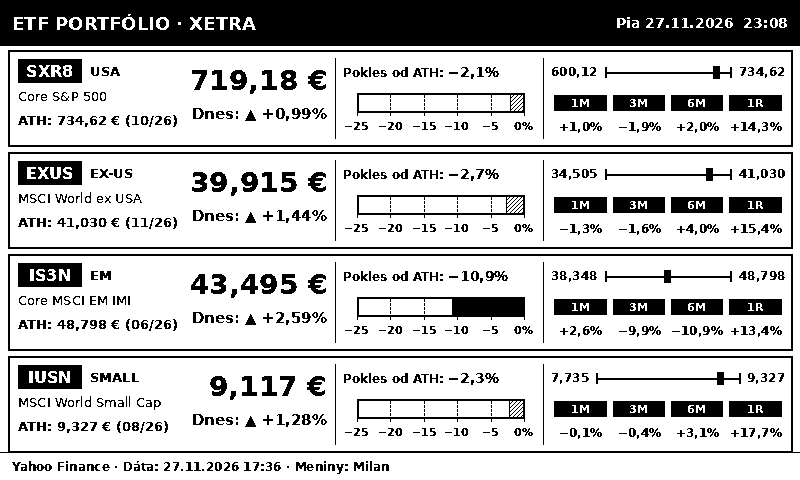 ETF PORTFÓLIO · XETRA
Pia 27.11.2026 23:08
SXR8 USA
Core S&P 500
ATH: 734,62 € (10/26)
719,18 €
Dnes: ▲ +0,99%
Pokles od ATH: −2,1%
−25 −20 −15 −10 −5 0%
600,12 734,62
1M 3M 6M 1R
+1,0% −1,9% +2,0% +14,3%
EXUS EX-US
MSCI World ex USA
ATH: 41,030 € (11/26)
39,915 €
Dnes: ▲ +1,44%
Pokles od ATH: −2,7%
−25 −20 −15 −10 −5 0%
34,505 41,030
1M 3M 6M 1R
−1,3% −1,6% +4,0% +15,4%
IS3N EM
Core MSCI EM IMI
ATH: 48,798 € (06/26)
43,495 €
Dnes: ▲ +2,59%
Pokles od ATH: −10,9%
−25 −20 −15 −10 −5 0%
38,348 48,798
1M 3M 6M 1R
+2,6% −9,9% −10,9% +13,4%
IUSN SMALL
MSCI World Small Cap
ATH: 9,327 € (08/26)
9,117 €
Dnes: ▲ +1,28%
Pokles od ATH: −2,3%
−25 −20 −15 −10 −5 0%
7,735 9,327
1M 3M 6M 1R
−0,1% −0,4% +3,1% +17,7%
Yahoo Finance · Dáta: 27.11.2026 17:36 · Meniny: Milan